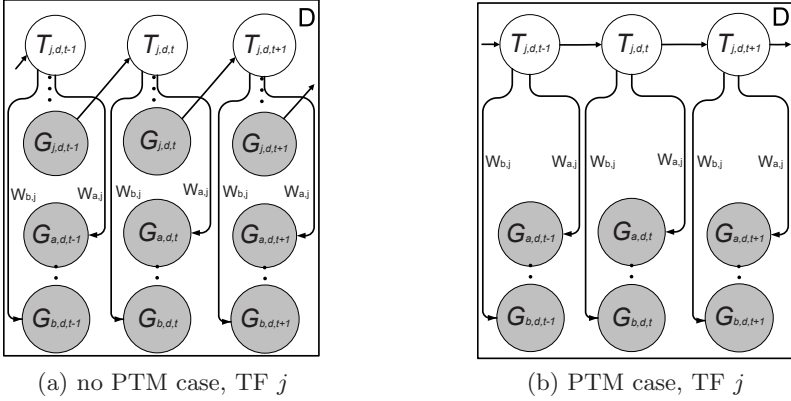 D
T_{j,d,t-1} T_{j,d,t} T_{j,d,t+1}
G_{j,d,t-1} G_{j,d,t} G_{j,d,t+1}
W_{b,j} W_{a,j} W_{b,j} W_{a,j} W_{b,j} W_{a,j}
G_{a,d,t-1} G_{a,d,t} G_{a,d,t+1}
G_{b,d,t-1} G_{b,d,t} G_{b,d,t+1}
(a) no PTM case, TF j
D
T_{j,d,t-1} T_{j,d,t} T_{j,d,t+1}
W_{b,j} W_{a,j} W_{b,j} W_{a,j} W_{b,j} W_{a,j}
G_{a,d,t-1} G_{a,d,t} G_{a,d,t+1}
G_{b,d,t-1} G_{b,d,t} G_{b,d,t+1}
(b) PTM case, TF j